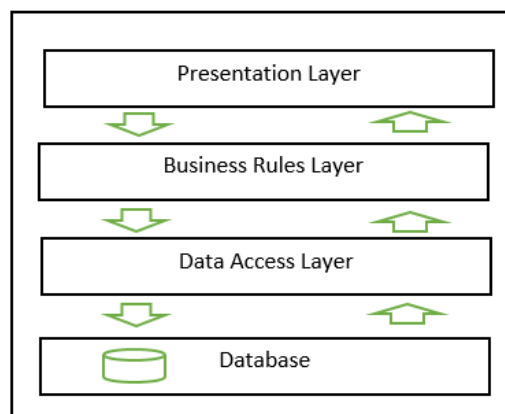 Presentation Layer
Business Rules Layer
Data Access Layer
Database